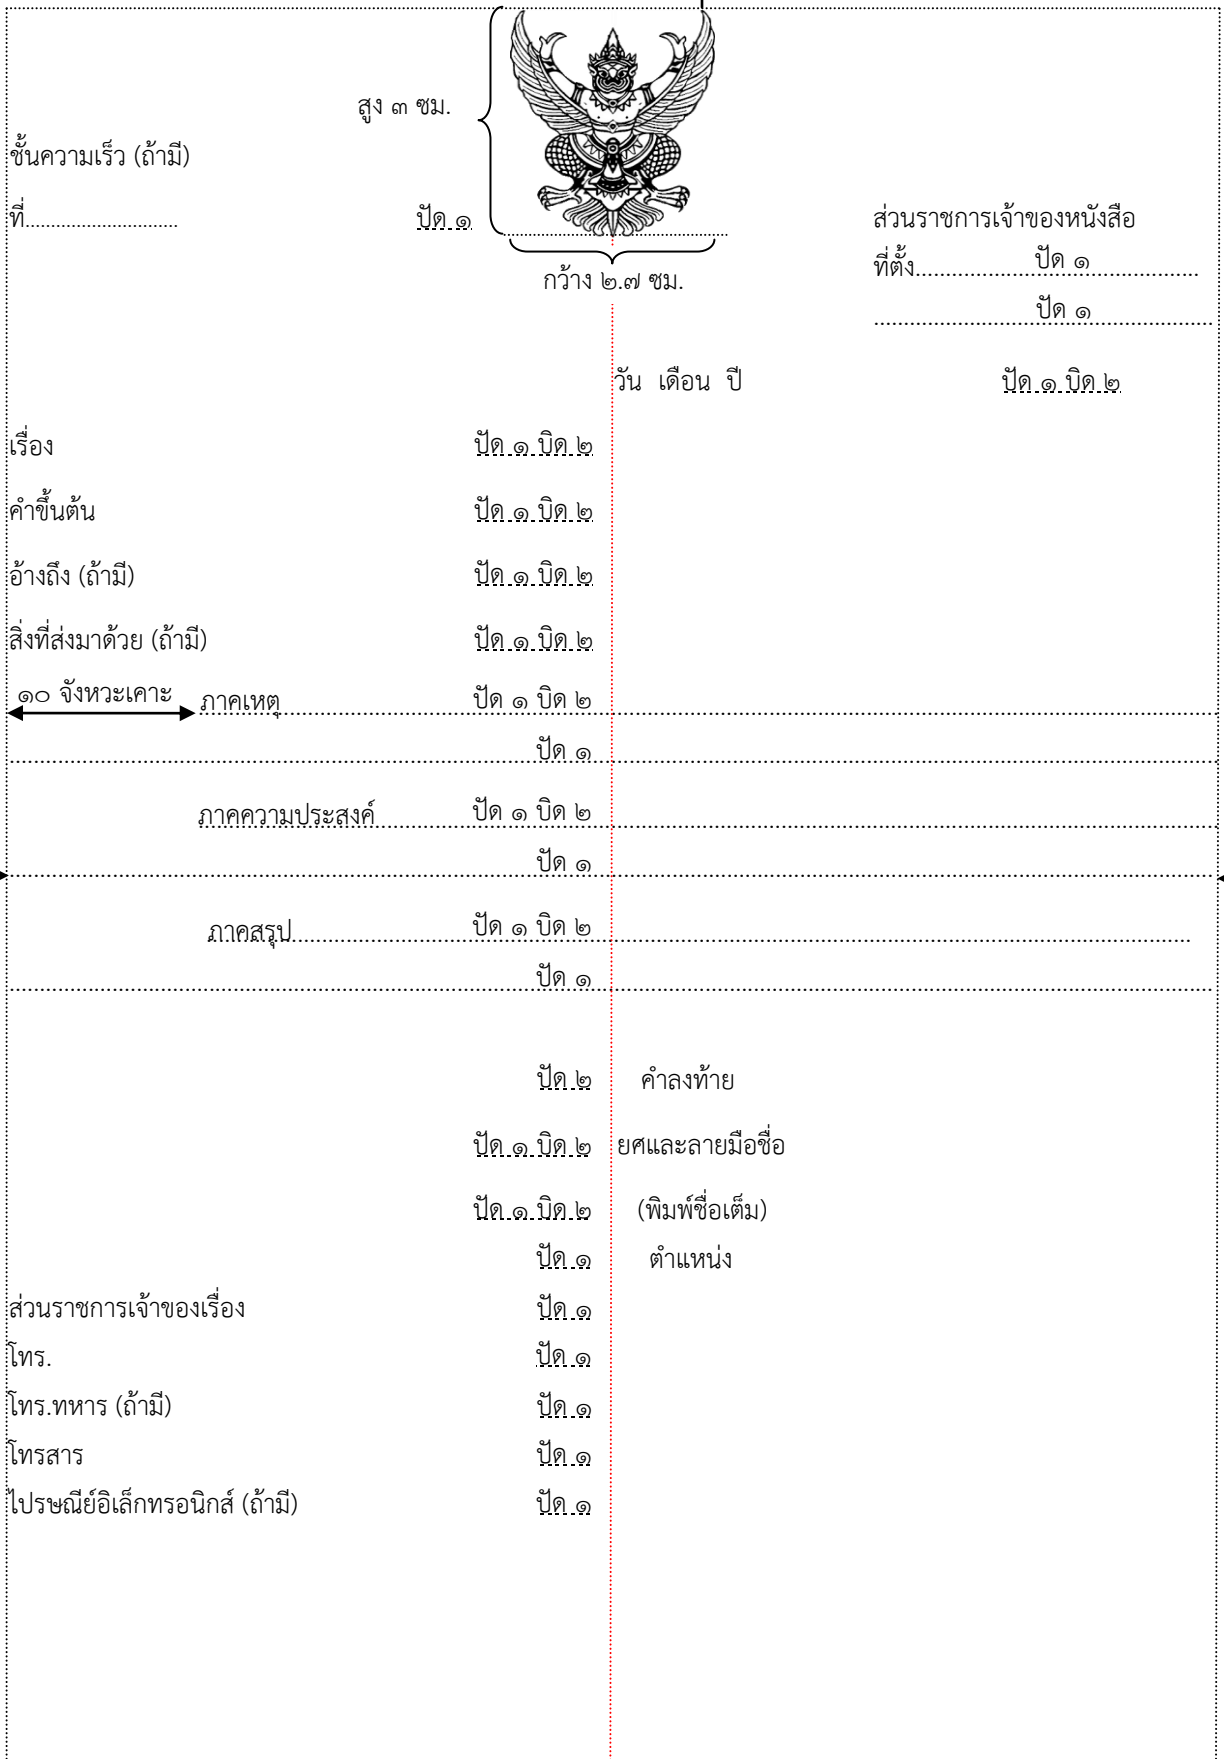 สูง ๓ ซม.
ชั้นความเร็ว (ถ้ามี)
ที่.......................... ปัด ๑ ส่วนราชการเจ้าของหนังสือ
ที่ตั้ง.................... ปัด ๑ ..........................
กว้าง ๒.๗ ซม.
ปัด ๑
วัน เดือน ปี ปัด ๑ บิด ๒
เรื่อง ปัด ๑ บิด ๒
คำขึ้นต้น ปัด ๑ บิด ๒
อ้างถึง (ถ้ามี) ปัด ๑ บิด ๒
สิ่งที่ส่งมาด้วย (ถ้ามี) ปัด ๑ บิด ๒
๑๐ จังหวะเคาะ ภาคเหตุ ปัด ๑ บิด ๒
ปัด ๑
ภาคความประสงค์ ปัด ๑ บิด ๒
ปัด ๑
ภาคสรุป ปัด ๑ บิด ๒
ปัด ๑
ปัด ๒ คำลงท้าย
ปัด ๑ บิด ๒ ยศและลายมือชื่อ
ปัด ๑ บิด ๒ (พิมพ์ชื่อเต็ม)
ปัด ๑ ตำแหน่ง
ส่วนราชการเจ้าของเรื่อง ปัด ๑
โทร. ปัด ๑
โทร.ทหาร (ถ้ามี) ปัด ๑
โทรสาร ปัด ๑
ไปรษณีย์อิเล็กทรอนิกส์ (ถ้ามี) ปัด ๑